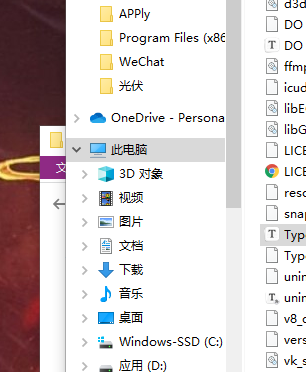 APPly
Program Files (x86
WeChat
光伏
OneDrive - Persona
此电脑
3D 对象
视频
图片
文档
下载
音乐
桌面
Windows-SSD (C:)
应用 (D:)
文
d3d
DO
DO
ffmp
icud
libE
libG
LICE
LICE
reso
snap
Type
Type
unin
unin
v8_c
vers
vk_s